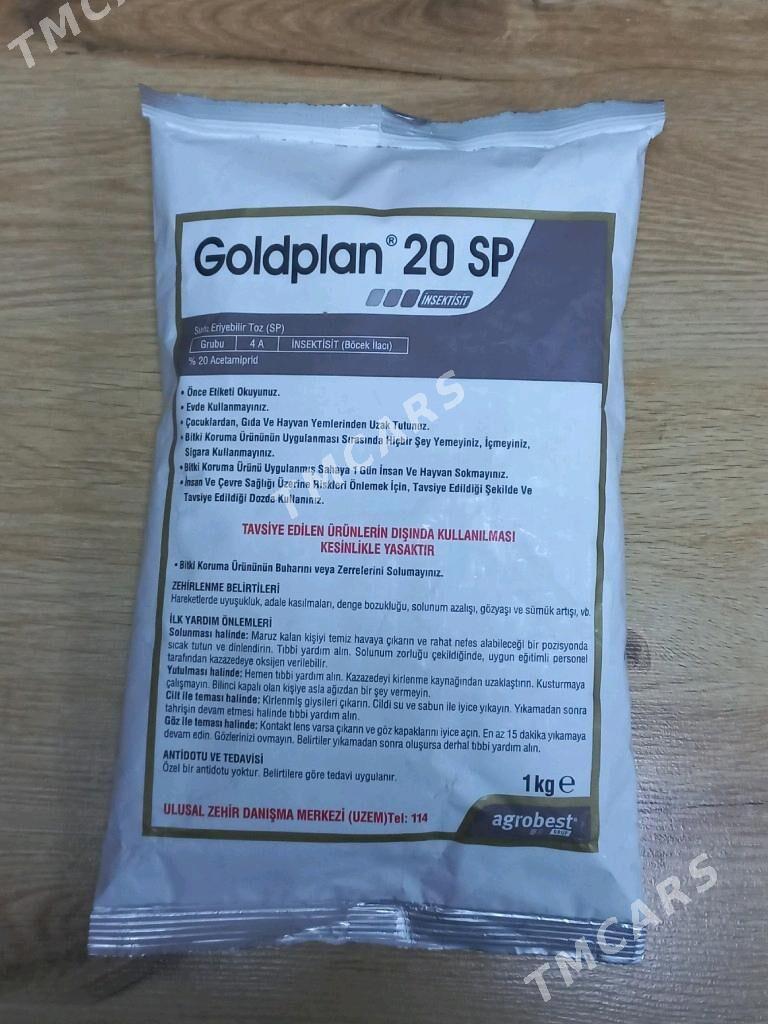 TMCARS
Goldplan® 20 SP
İNSEKTİSİT
Suda Eriyebilir Toz (SP)
Grubu 4 A İNSEKTİSİT (Böcek İlacı)
% 20 Acetamiprid
• Önce Etiketi Okuyunuz.
• Evde Kullanmayınız.
• Çocuklardan, Gıda Ve Hayvan Yemlerinden Uzak Tutunuz.
• Bitki Koruma Ürününün Uygulanması Sırasında Hiçbir Şey Yemeyiniz, İçmeyiniz,
Sigara Kullanmayınız.
• Bitki Koruma Ürünü Uygulanmış Sahaya 1 Gün İnsan Ve Hayvan Sokmayınız.
• İnsan Ve Çevre Sağlığı Üzerine Riskleri Önlemek İçin, Tavsiye Edildiği Şekilde Ve
Tavsiye Edildiği Dozda Kullanınız.
TMCARS
TAVSİYE EDİLEN ÜRÜNLERİN DIŞINDA KULLANILMASI
KESİNLİKLE YASAKTIR
• Bitki Koruma Ürününün Buharını veya Zerrelerini Solumayınız.
ZEHİRLENME BELİRTİLERİ
Hareketlerde uyuşukluk, adale kasılmaları, denge bozukluğu, solunum azalışı, gözyaşı ve sümük artışı, vb.
İLK YARDIM ÖNLEMLERİ
Solunması halinde: Maruz kalan kişiyi temiz havaya çıkarın ve rahat nefes alabileceği bir pozisyonda
sıcak tutun ve dinlendirin. Tıbbi yardım alın. Solunum zorluğu çekildiğinde, uygun eğitimli personel
tarafından kazazedeye oksijen verilebilir.
Yutulması halinde: Hemen tıbbi yardım alın. Kazazedeyi kirlenme kaynağından uzaklaştırın. Kusturmaya
çalışmayın. Bilinci kapalı olan kişiye asla ağızdan bir şey vermeyin.
Cilt ile teması halinde: Kirlenmiş giysileri çıkarın. Cildi su ve sabun ile iyice yıkayın. Yıkamadan sonra
tahrişin devam etmesi halinde tıbbi yardım alın.
Göz ile teması halinde: Kontakt lens varsa çıkarın ve göz kapaklarını iyice açın. En az 15 dakika yıkamaya
devam edin. Gözlerinizi ovmayın. Belirtiler yıkamadan sonra oluşursa derhal tıbbi yardım alın.
ANTİDOTU VE TEDAVİSİ
Özel bir antidotu yoktur. Belirtilere göre tedavi uygulanır.
1 kg e
ULUSAL ZEHİR DANIŞMA MERKEZİ (UZEM)Tel: 114
agrobest®
GRUP
TMCARS